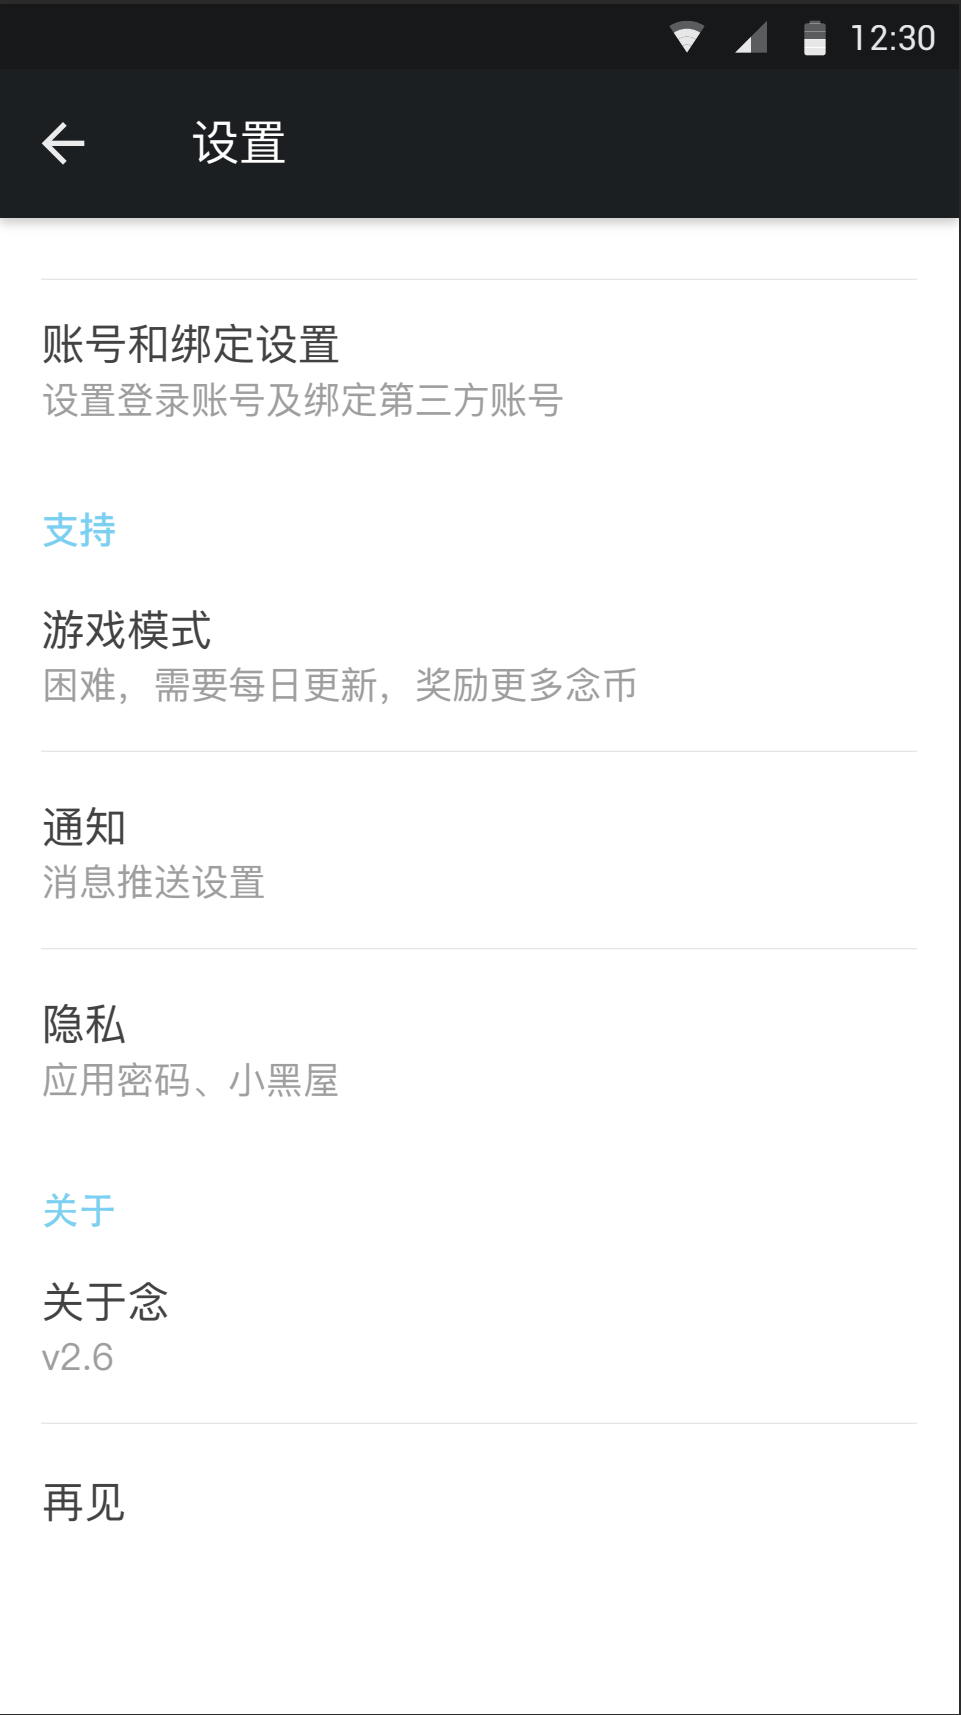 12:30
设置
账号和绑定设置
设置登录账号及绑定第三方账号
支持
游戏模式
困难，需要每日更新，奖励更多念币
通知
消息推送设置
隐私
应用密码、小黑屋
关于
关于念
v2.6
再见